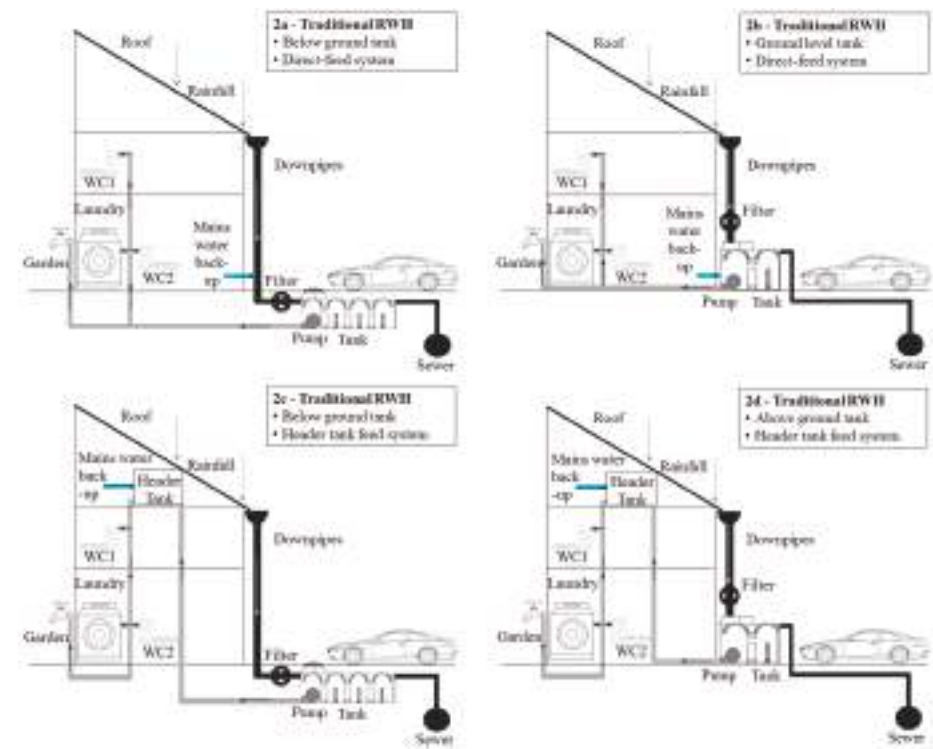 2a - Traditional RWH
• Below ground tank
• Direct-feed system
Roof
Rainfall
Downpipes
WC1
Laundry
Mains
water
back-
up
Garden
WC2
Filter
Pump Tank
Sewer
2b - Traditional RWH
• Ground level tank
• Direct-feed system
Roof
Rainfall
Downpipes
WC1
Laundry
Filter
Mains
water
back-
up
Garden
WC2
Pump Tank
Sewer
2c - Traditional RWH
• Below ground tank
• Header tank feed system
Roof
Mains water
back
-up
Rainfall
Header
Tank
Downpipes
WC1
Laundry
Garden
WC2
Filter
Pump Tank
Sewer
2d - Traditional RWH
• Above ground tank
• Header tank feed system
Roof
Mains water
back
-up
Rainfall
Header
Tank
Downpipes
WC1
Laundry
Filter
Garden
WC2
Pump Tank
Sewer